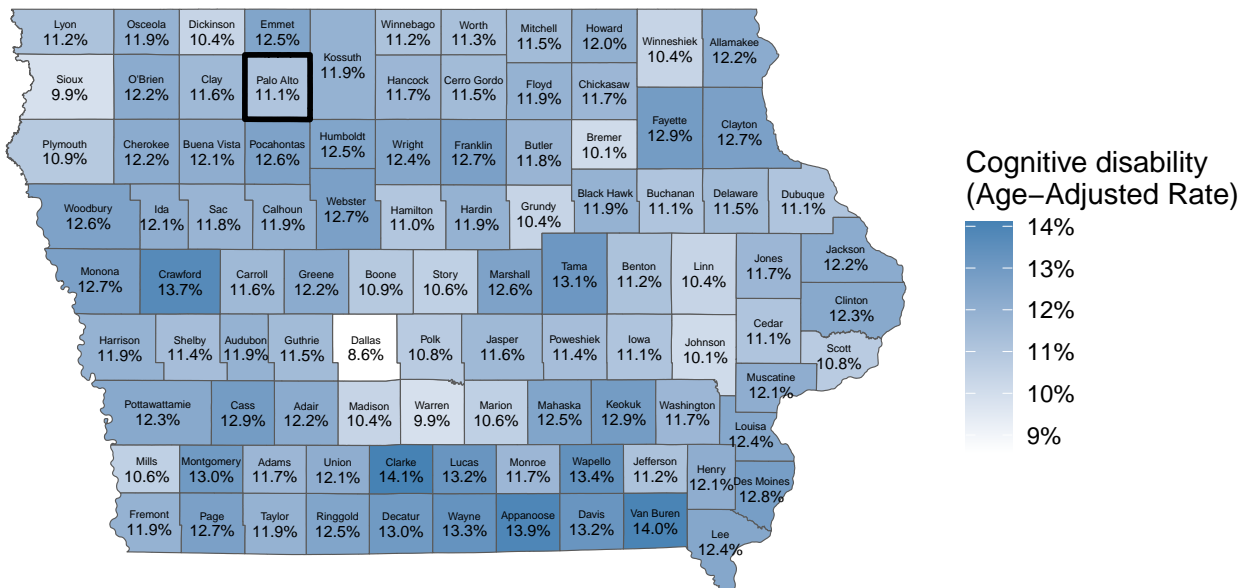 Lyon
11.2%
Osceola
11.9%
Dickinson
10.4%
Emmet
12.5%
Kossuth
11.9%
Winnebago
11.2%
Worth
11.3%
Mitchell
11.5%
Howard
12.0%
Winneshiek
10.4%
Allamakee
12.2%
Sioux
9.9%
O'Brien
12.2%
Clay
11.6%
Palo Alto
11.1%
Hancock
11.7%
Cerro Gordo
11.5%
Floyd
11.9%
Chickasaw
11.7%
Fayette
12.9%
Clayton
12.7%
Plymouth
10.9%
Cherokee
12.2%
Buena Vista
12.1%
Pocahontas
12.6%
Humboldt
12.5%
Wright
12.4%
Franklin
12.7%
Butler
11.8%
Bremer
10.1%
Woodbury
12.6%
Ida
12.1%
Sac
11.8%
Calhoun
11.9%
Webster
12.7%
Hamilton
11.0%
Hardin
11.9%
Grundy
10.4%
Black Hawk
11.9%
Buchanan
11.1%
Delaware
11.5%
Dubuque
11.1%
Monona
12.7%
Crawford
13.7%
Carroll
11.6%
Greene
12.2%
Boone
10.9%
Story
10.6%
Marshall
12.6%
Tama
13.1%
Benton
11.2%
Linn
10.4%
Jones
11.7%
Jackson
12.2%
Clinton
12.3%
Harrison
11.9%
Shelby
11.4%
Audubon
11.9%
Guthrie
11.5%
Dallas
8.6%
Polk
10.8%
Jasper
11.6%
Poweshiek
11.4%
Iowa
11.1%
Johnson
10.1%
Cedar
11.1%
Scott
10.8%
Muscatine
12.1%
Pottawattamie
12.3%
Cass
12.9%
Adair
12.2%
Madison
10.4%
Warren
9.9%
Marion
10.6%
Mahaska
12.5%
Keokuk
12.9%
Washington
11.7%
Louisa
12.4%
Mills
10.6%
Montgomery
13.0%
Adams
11.7%
Union
12.1%
Clarke
14.1%
Lucas
13.2%
Monroe
11.7%
Wapello
13.4%
Jefferson
11.2%
Henry
12.1%
Des Moines
12.8%
Fremont
11.9%
Page
12.7%
Taylor
11.9%
Ringgold
12.5%
Decatur
13.0%
Wayne
13.3%
Appanoose
13.9%
Davis
13.2%
Van Buren
14.0%
Lee
12.4%
Cognitive disability
(Age−Adjusted Rate)
14%
13%
12%
11%
10%
9%